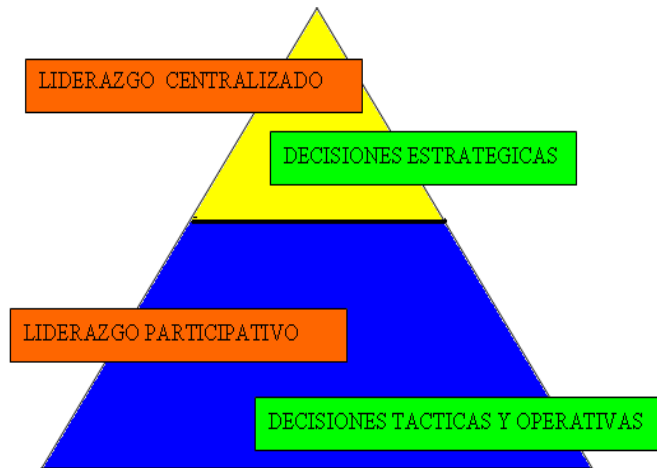 LIDERAZGO CENTRALIZADO
DECISIONES ESTRATEGICAS
LIDERAZGO PARTICIPATIVO
DECISIONES TACTICAS Y OPERATIVAS